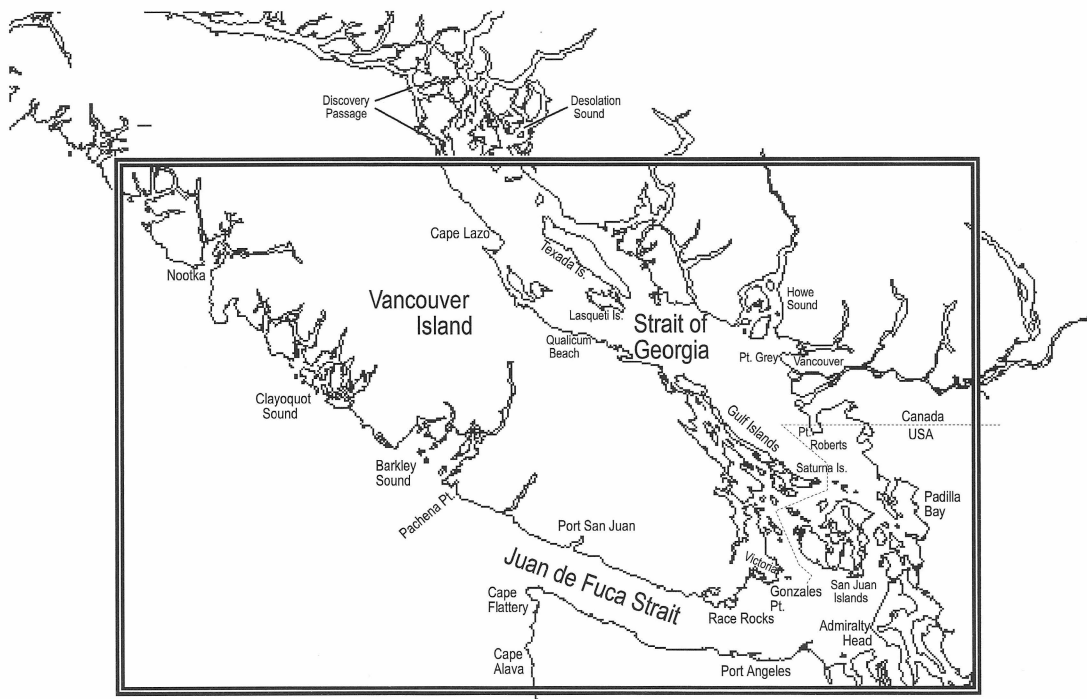 Discovery
Passage
Desolation
Sound
Cape Lazo
Texada Is.
Nootka
Vancouver
Island
Lasqueti Is.
Howe
Sound
Strait of
Georgia
Qualicum
Beach
Pt. Grey
Vancouver
Clayoquot
Sound
Gulf Islands
Canada
USA
Pt.
Roberts
Barkley
Sound
Saturna Is.
Pachena Pt.
Padilla
Bay
Port San Juan
Juan de Fuca Strait
Victoria
Cape
Flattery
Gonzales
Pt.
San Juan
Islands
Race Rocks
Admiralty
Head
Cape
Alava
Port Angeles